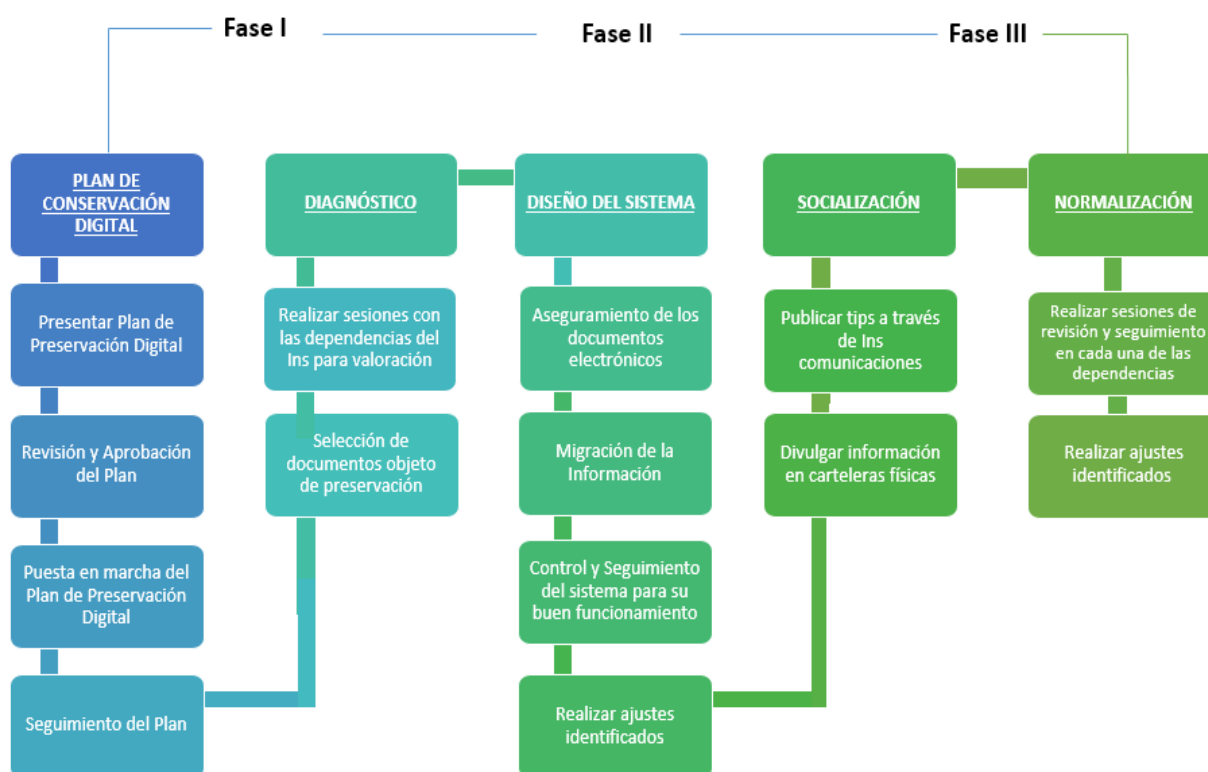 Fase I
Fase II
Fase III
PLAN DE
CONSERVACIÓN
DIGITAL
Presentar Plan de
Preservación Digital
Revisión y Aprobación
del Plan
Puesta en marcha del
Plan de Preservación
Digital
Seguimiento del Plan
DIAGNÓSTICO
Realizar sesiones con
las dependencias del
Ins para valoración
Selección de
documentos objeto
de preservación
DISEÑO DEL SISTEMA
Aseguramiento de los
documentos
electrónicos
Migración de la
Información
Control y Seguimiento
del sistema para su
buen funcionamiento
Realizar ajustes
identificados
SOCIALIZACIÓN
Publicar tips a través
de Ins
comunicaciones
Divulgar información
en carteleras físicas
NORMALIZACIÓN
Realizar sesiones de
revisión y seguimiento
en cada una de las
dependencias
Realizar ajustes
identificados